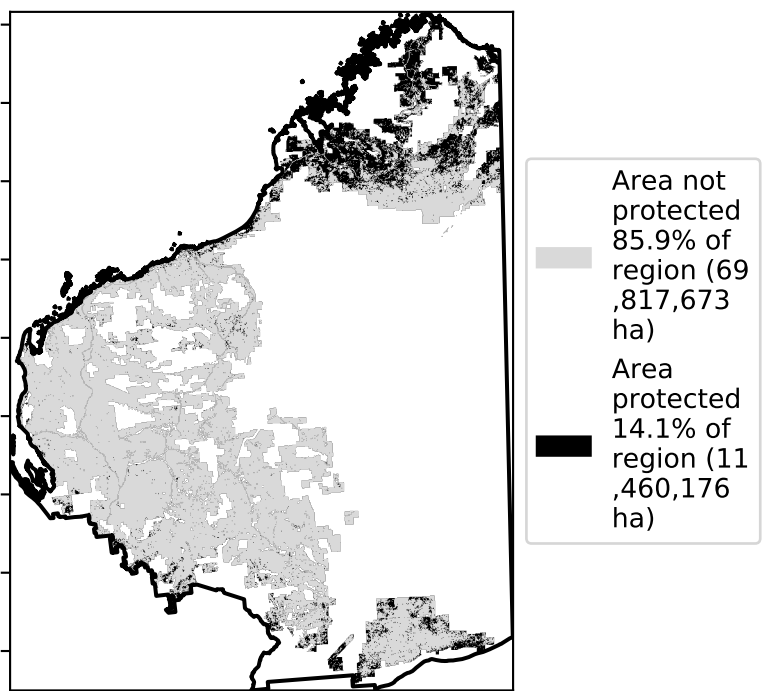 Area not
protected
85.9% of
region (69
,817,673
ha)
Area
protected
14.1% of
region (11
,460,176
ha)